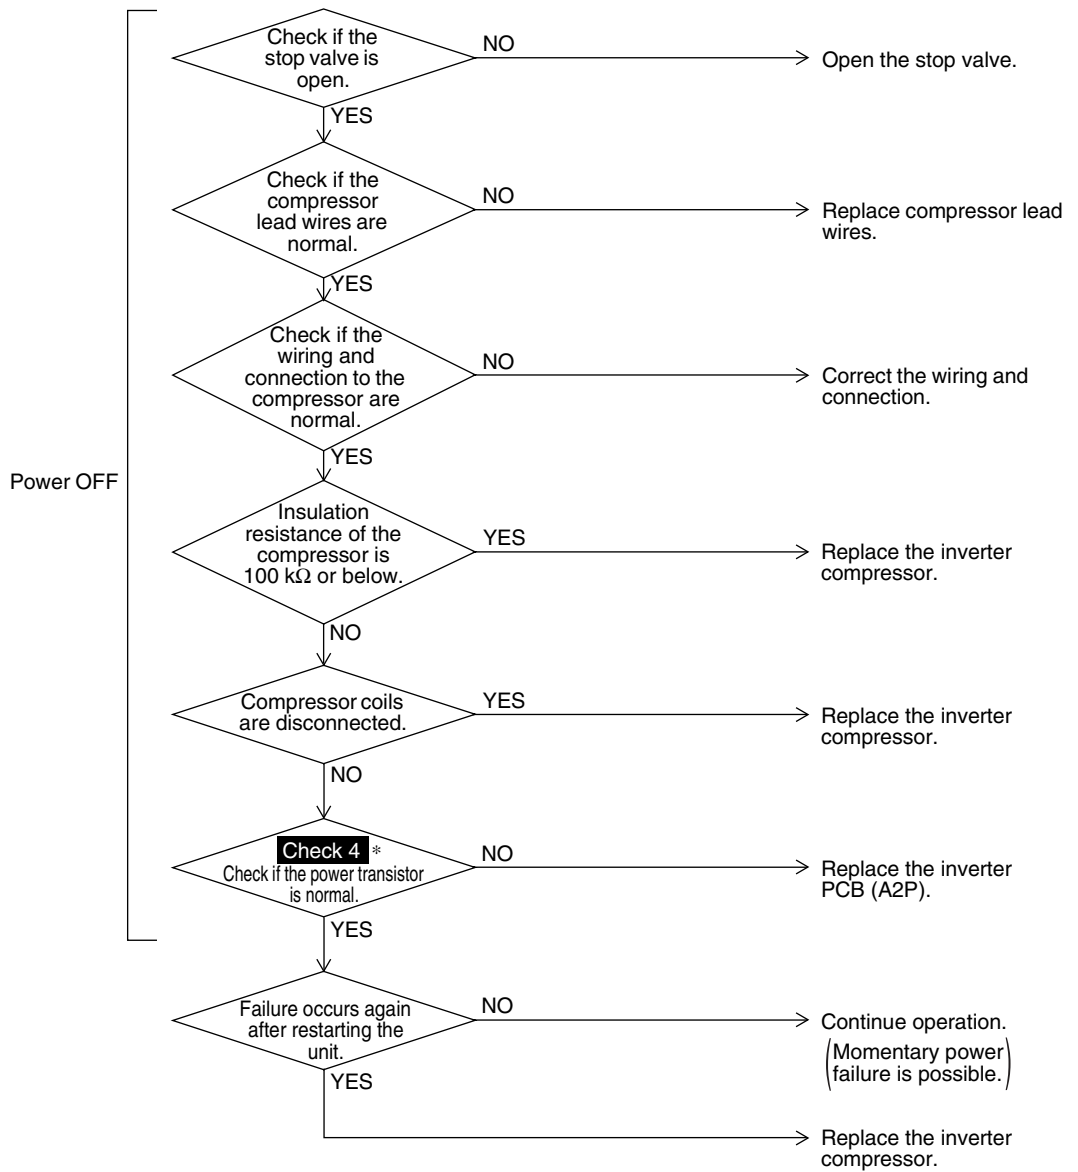 Check if the
stop valve is
open.
NO
Open the stop valve.
YES
Check if the
compressor
lead wires are
normal.
NO
Replace compressor lead
wires.
YES
Check if the
wiring and
connection to the
compressor are
normal.
NO
Correct the wiring and
connection.
YES
Power OFF
Insulation
resistance of the
compressor is
100 kΩ or below.
YES
Replace the inverter
compressor.
NO
Compressor coils
are disconnected.
YES
Replace the inverter
compressor.
NO
Check 4 *
Check if the power transistor
is normal.
NO
Replace the inverter
PCB (A2P).
YES
Failure occurs again
after restarting the
unit.
NO
Continue operation.
(Momentary power
failure is possible.)
YES
Replace the inverter
compressor.